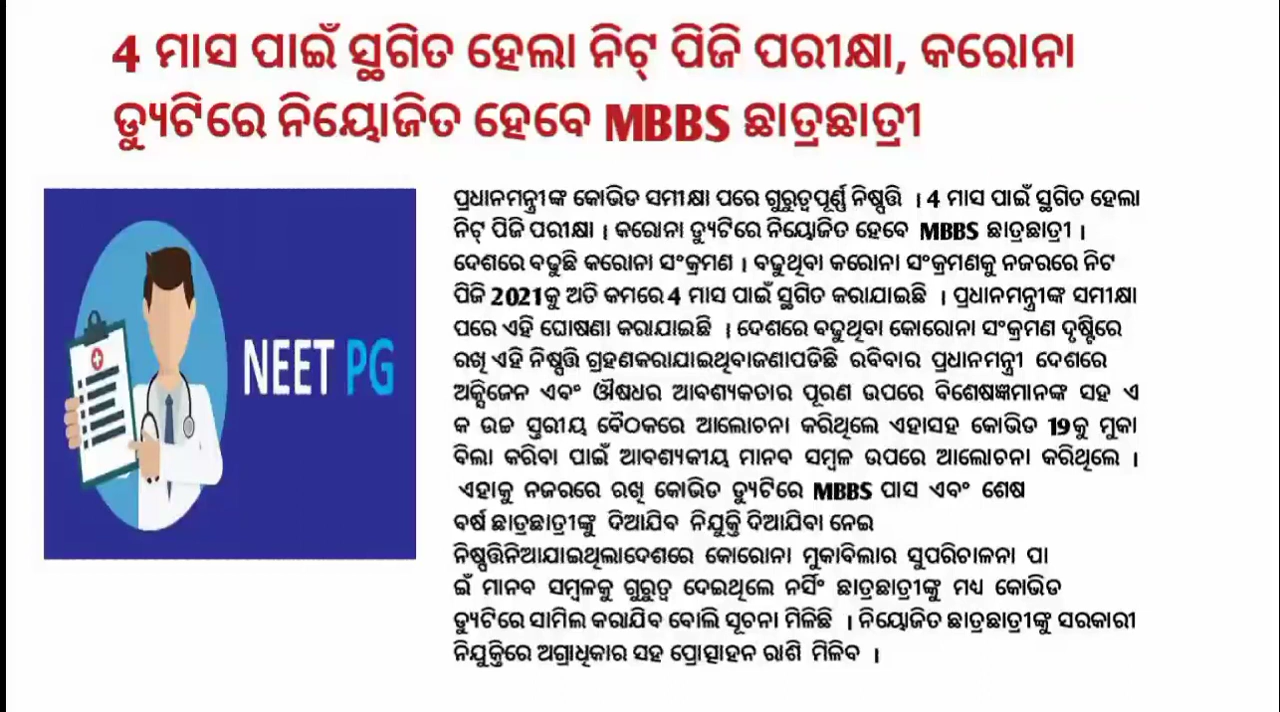 4 ମାସ ପାଇଁ ସ୍ଥଗିତ ହେଲା ନିଟ୍ ପିଜି ପରୀକ୍ଷା, କରୋନା
ଡ୍ୟୁଟିରେ ନିୟୋଜିତ ହେବେ MBBS ଛାତ୍ରଛାତ୍ରୀ
NEET PG
ପ୍ରଧାନମନ୍ତ୍ରୀଙ୍କ କୋଭିଡ ସମୀକ୍ଷା ପରେ ଗୁରୁତ୍ୱପୂର୍ଣ୍ଣ ନିଷ୍ପତ୍ତି । 4 ମାସ ପାଇଁ ସ୍ଥଗିତ ହେଲା
ନିଟ୍ ପିଜି ପରୀକ୍ଷା । କରୋନା ଡ୍ୟୁଟିରେ ନିୟୋଜିତ ହେବେ MBBS ଛାତ୍ରଛାତ୍ରୀ ।
ଦେଶରେ ବଢୁଛି କରୋନା ସଂକ୍ରମଣ । ବଢୁଥିବା କରୋନା ସଂକ୍ରମଣକୁ ନଜରରେ ନିଟ
ପିଜି 2021କୁ ଅତି କମରେ 4 ମାସ ପାଇଁ ସ୍ଥଗିତ କରାଯାଇଛି । ପ୍ରଧାନମନ୍ତ୍ରୀଙ୍କ ସମୀକ୍ଷା
ପରେ ଏହି ଘୋଷଣା କରାଯାଇଛି । ଦେଶରେ ବଢୁଥିବା କୋରୋନା ସଂକ୍ରମଣ ଦୃଷ୍ଟିରେ
ରଖି ଏହି ନିଷ୍ପତ୍ତି ଗ୍ରହଣକରାଯାଇଥିବାଜଣାପଡିଛି ରବିବାର ପ୍ରଧାନମନ୍ତ୍ରୀ ଦେଶରେ
ଅକ୍ସିଜେନ ଏବଂ ଔଷଧର ଆବଶ୍ୟକତାର ପୂରଣ ଉପରେ ବିଶେଷଜ୍ଞମାନଙ୍କ ସହ ଏ
କ ଉଚ୍ଚ ସ୍ତରୀୟ ବୈଠକରେ ଆଲୋଚନା କରିଥିଲେ ଏହାସହ କୋଭିଡ 19କୁ ମୁକା
ବିଲା କରିବା ପାଇଁ ଆବଶ୍ୟକୀୟ ମାନବ ସମ୍ବଳ ଉପରେ ଆଲୋଚନା କରିଥିଲେ ।
ଏହାକୁ ନଜରରେ ରଖି କୋଭିଡ ଡ୍ୟୁଟିରେ MBBS ପାସ ଏବଂ ଶେଷ
ବର୍ଷ ଛାତ୍ରଛାତ୍ରୀଙ୍କୁ ଦିଆଯିବ ନିଯୁକ୍ତି ଦିଆଯିବା ନେଇ
ନିଷ୍ପତ୍ତିନିଆଯାଇଥିଲାଦେଶରେ କୋରୋନା ମୁକାବିଲାର ସୁପରିଚାଳନା ପା
ଇଁ ମାନବ ସମ୍ବଳକୁ ଗୁରୁତ୍ୱ ଦେଇଥିଲେ ନର୍ସିଂ ଛାତ୍ରଛାତ୍ରୀଙ୍କୁ ମଧ୍ୟ କୋଭିଡ
ଡ୍ୟୁଟିରେ ସାମିଲ କରାଯିବ ବୋଲି ସୂଚନା ମିଳିଛି । ନିୟୋଜିତ ଛାତ୍ରଛାତ୍ରୀଙ୍କୁ ସରକାରୀ
ନିଯୁକ୍ତିରେ ଅଗ୍ରାଧିକାର ସହ ପ୍ରୋତ୍ସାହନ ରାଶି ମିଳିବ ।